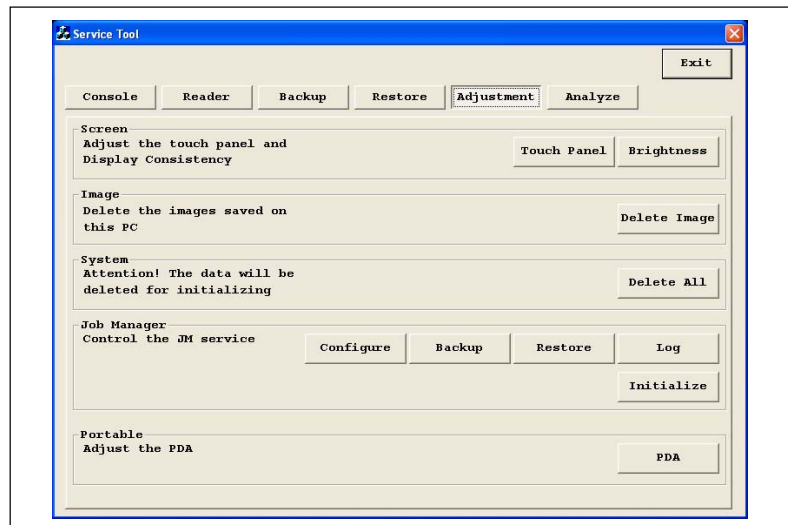 Service Tool
Exit
Console Reader Backup Restore Adjustment Analyze
Screen
Adjust the touch panel and
Display Consistency
Touch Panel Brightness
Image
Delete the images saved on
this PC
Delete Image
System
Attention! The data will be
deleted for initializing
Delete All
Job Manager
Control the JM service
Configure Backup Restore Log
Initialize
Portable
Adjust the PDA
PDA